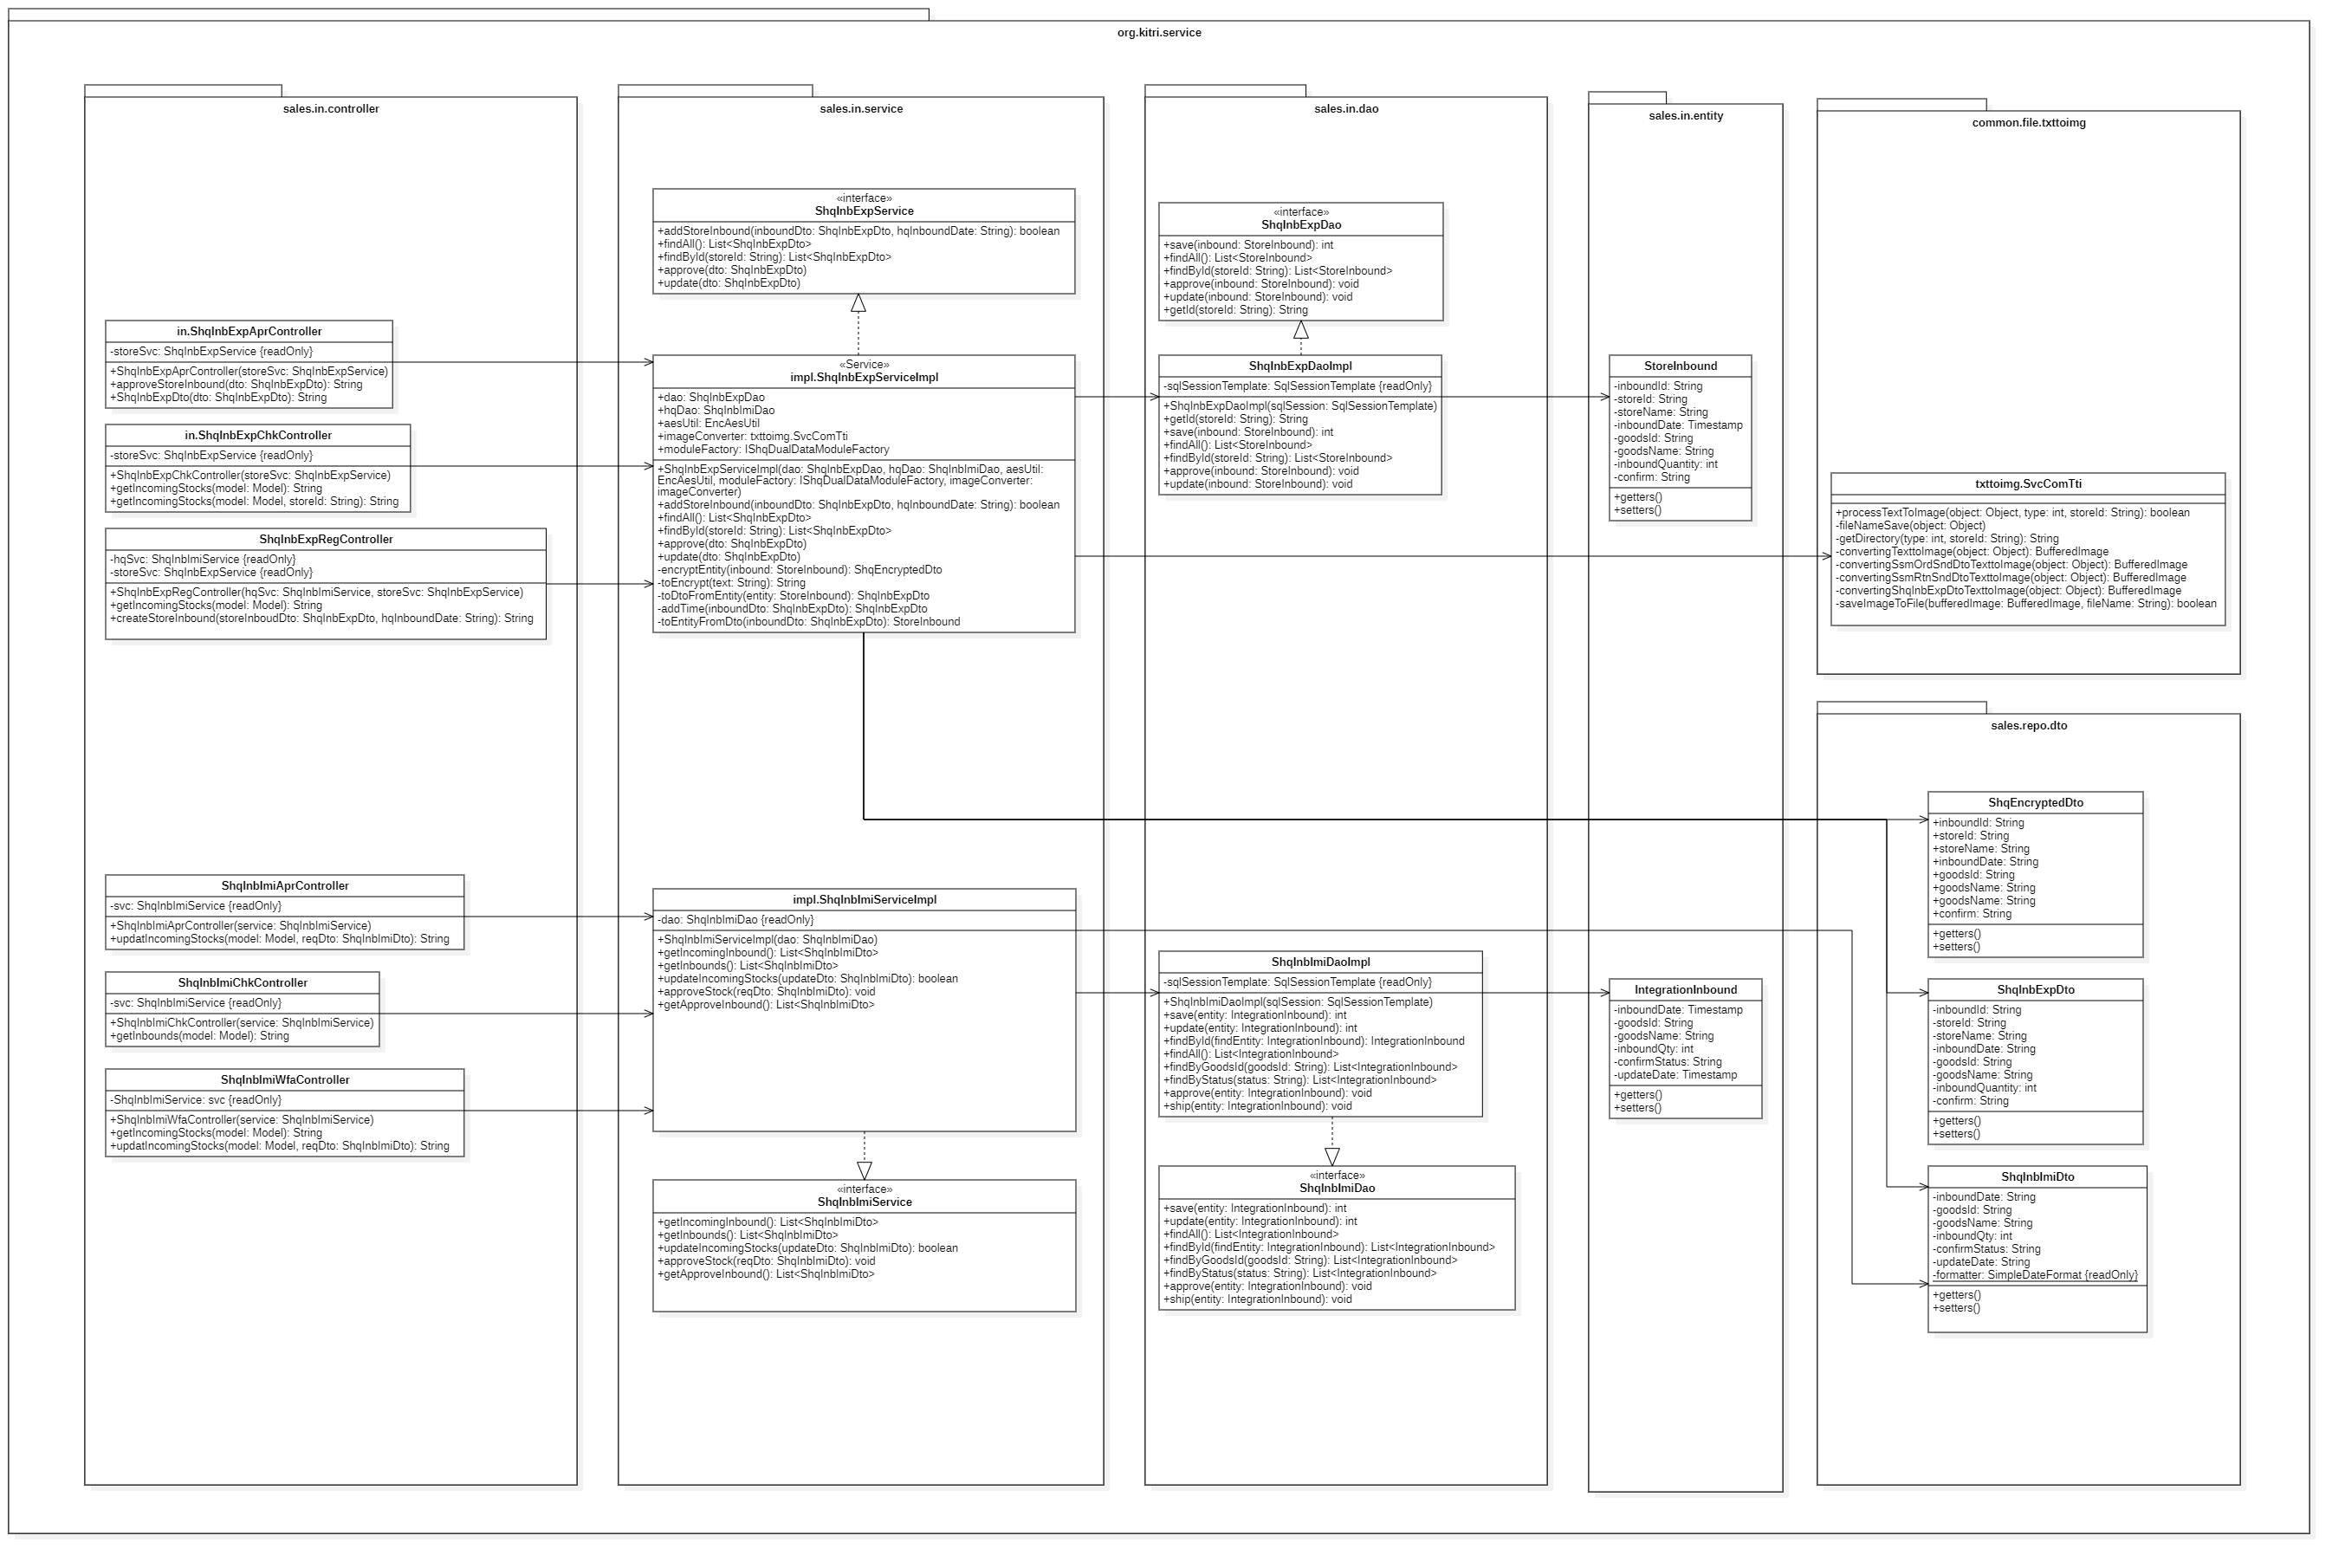 org.kitri.service
sales.in.controller
in.ShqInbExpAprController
-storeSvc: ShqInbExpService {readOnly}
+ShqInbExpAprController(storeSvc: ShqInbExpService)
+approveStoreInbound(dto: ShqInbExpDto): String
+ShqInbExpDto(dto: ShqInbExpDto): String
in.ShqInbExpChkController
-storeSvc: ShqInbExpService {readOnly}
+ShqInbExpChkController(storeSvc: ShqInbExpService)
+getIncomingStocks(model: Model): String
+getIncomingStocks(model: Model, storeId: String): String
ShqInbExpRegController
-hqSvc: ShqInbImiService {readOnly}
-storeSvc: ShqInbExpService {readOnly}
+ShqInbExpRegController(hqSvc: ShqInbImiService, storeSvc: ShqInbExpService)
+getIncomingStocks(model: Model): String
+createStoreInbound(storeInboudDto: ShqInbExpDto, hqInboundDate: String): String
ShqInbImiAprController
-svc: ShqInbImiService {readOnly}
+ShqInbImiAprController(service: ShqInbImiService)
+updatIncomingStocks(model: Model, reqDto: ShqInbImiDto): String
ShqInbImiChkController
-svc: ShqInbImiService {readOnly}
+ShqInbImiChkController(service: ShqInbImiService)
+getInbounds(model: Model): String
ShqInbImiWfaController
-ShqInbImiService: svc {readOnly}
+ShqInbImiWfaController(service: ShqInbImiService)
+getIncomingStocks(model: Model): String
+updatIncomingStocks(model: Model, reqDto: ShqInbImiDto): String
sales.in.service
«interface»
ShqInbExpService
+addStoreInbound(inboundDto: ShqInbExpDto, hqInboundDate: String): boolean
+findAll(): List<ShqInbExpDto>
+findById(storeId: String): List<ShqInbExpDto>
+approve(dto: ShqInbExpDto)
+update(dto: ShqInbExpDto)
«Service»
impl.ShqInbExpServiceImpl
+dao: ShqInbExpDao
+hqDao: ShqInbImiDao
+aesUtil: EncAesUtil
+imageConverter: txttoimg.SvcComTti
+moduleFactory: IShqDualDataModuleFactory
+ShqInbExpServiceImpl(dao: ShqInbExpDao, hqDao: ShqInbImiDao, aesUtil:
EncAesUtil, moduleFactory: IShqDualDataModuleFactory, imageConverter:
imageConverter)
+addStoreInbound(inboundDto: ShqInbExpDto, hqInboundDate: String): boolean
+findAll(): List<ShqInbExpDto>
+findById(storeId: String): List<ShqInbExpDto>
+approve(dto: ShqInbExpDto)
+update(dto: ShqInbExpDto)
-encryptEntity(inbound: StoreInbound): ShqEncryptedDto
-toEncrypt(text: String): String
-toDtoFromEntity(entity: StoreInbound): ShqInbExpDto
-addTime(inboundDto: ShqInbExpDto): ShqInbExpDto
-toEntityFromDto(inboundDto: ShqInbExpDto): StoreInbound
impl.ShqInbImiServiceImpl
-dao: ShqInbImiDao {readOnly}
+ShqInbImiServiceImpl(dao: ShqInbImiDao)
+getIncomingInbound(): List<ShqInbImiDto>
+getInbounds(): List<ShqInbImiDto>
+updateIncomingStocks(updateDto: ShqInbImiDto): boolean
+approveStock(reqDto: ShqInbImiDto): void
+getApproveInbound(): List<ShqInbImiDto>
«interface»
ShqInbImiService
+getIncomingInbound(): List<ShqInbImiDto>
+getInbounds(): List<ShqInbImiDto>
+updateIncomingStocks(updateDto: ShqInbImiDto): boolean
+approveStock(reqDto: ShqInbImiDto): void
+getApproveInbound(): List<ShqInbImiDto>
sales.in.dao
«interface»
ShqInbExpDao
+save(inbound: StoreInbound): int
+findAll(): List<StoreInbound>
+findById(storeId: String): List<StoreInbound>
+approve(inbound: StoreInbound): void
+update(inbound: StoreInbound): void
+getId(storeId: String): String
ShqInbExpDaoImpl
-sqlSessionTemplate: SqlSessionTemplate {readOnly}
+ShqInbExpDaoImpl(sqlSession: SqlSessionTemplate)
+getId(storeId: String): String
+save(inbound: StoreInbound): int
+findAll(): List<StoreInbound>
+findById(storeId: String): List<StoreInbound>
+approve(inbound: StoreInbound): void
+update(inbound: StoreInbound): void
ShqInbImiDaoImpl
-sqlSessionTemplate: SqlSessionTemplate {readOnly}
+ShqInbImiDaoImpl(sqlSession: SqlSessionTemplate)
+save(entity: IntegrationInbound): int
+update(entity: IntegrationInbound): int
+findById(findEntity: IntegrationInbound): IntegrationInbound
+findAll(): List<IntegrationInbound>
+findByGoodsId(goodsId: String): List<IntegrationInbound>
+findByStatus(status: String): List<IntegrationInbound>
+approve(entity: IntegrationInbound): void
+ship(entity: IntegrationInbound): void
«interface»
ShqInbImiDao
+save(entity: IntegrationInbound): int
+update(entity: IntegrationInbound): int
+findAll(): List<IntegrationInbound>
+findById(findEntity: IntegrationInbound): List<IntegrationInbound>
+findByGoodsId(goodsId: String): List<IntegrationInbound>
+findByStatus(status: String): List<IntegrationInbound>
+approve(entity: IntegrationInbound): void
+ship(entity: IntegrationInbound): void
sales.in.entity
StoreInbound
-inboundId: String
-storeId: String
-storeName: String
-inboundDate: Timestamp
-goodsId: String
-goodsName: String
-inboundQuantity: int
-confirm: String
+getters()
+setters()
IntegrationInbound
-inboundDate: Timestamp
-goodsId: String
-goodsName: String
-inboundQty: int
-confirmStatus: String
-updateDate: Timestamp
+getters()
+setters()
common.file.txttoimg
txttoimg.SvcComTti
+processTextToImage(object: Object, type: int, storeId: String): boolean
-fileNameSave(object: Object)
-getDirectory(type: int, storeId: String): String
-convertingTexttoImage(object: Object): BufferedImage
-convertingSsmOrdSndDtoTexttoImage(object: Object): BufferedImage
-convertingSsmRtnSndDtoTexttoImage(object: Object): BufferedImage
-convertingShqInbExpDtoTexttoImage(object: Object): BufferedImage
-saveImageToFile(bufferedImage: BufferedImage, fileName: String): boolean
sales.repo.dto
ShqEncryptedDto
+inboundId: String
+storeId: String
+storeName: String
+inboundDate: String
+goodsId: String
+goodsName: String
+goodsName: String
+confirm: String
+getters()
+setters()
ShqInbExpDto
-inboundId: String
-storeId: String
-storeName: String
-inboundDate: String
-goodsId: String
-goodsName: String
-inboundQuantity: int
-confirm: String
+getters()
+setters()
ShqInbImiDto
-inboundDate: String
-goodsId: String
-goodsName: String
-inboundQty: int
-confirmStatus: String
-updateDate: String
-formatter: SimpleDateFormat {readOnly}
+getters()
+setters()